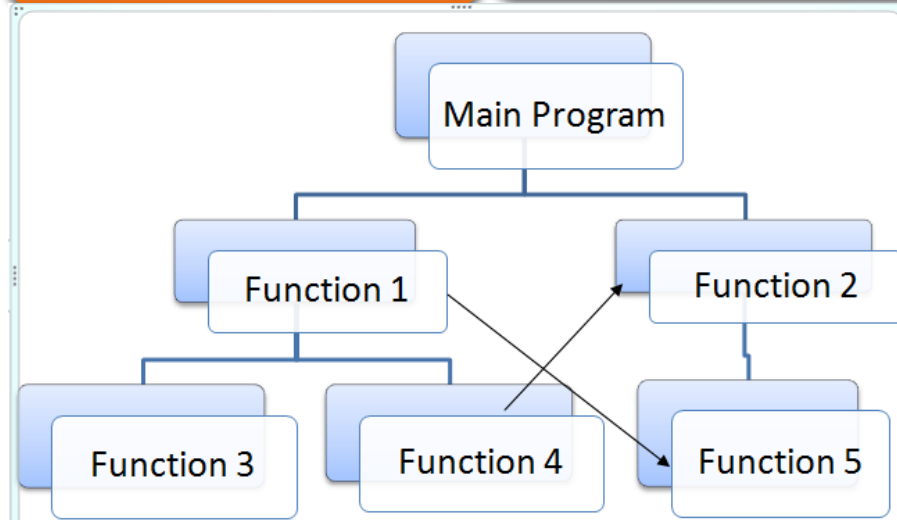 Main Program
Function 1
Function 2
Function 3
Function 4
Function 5